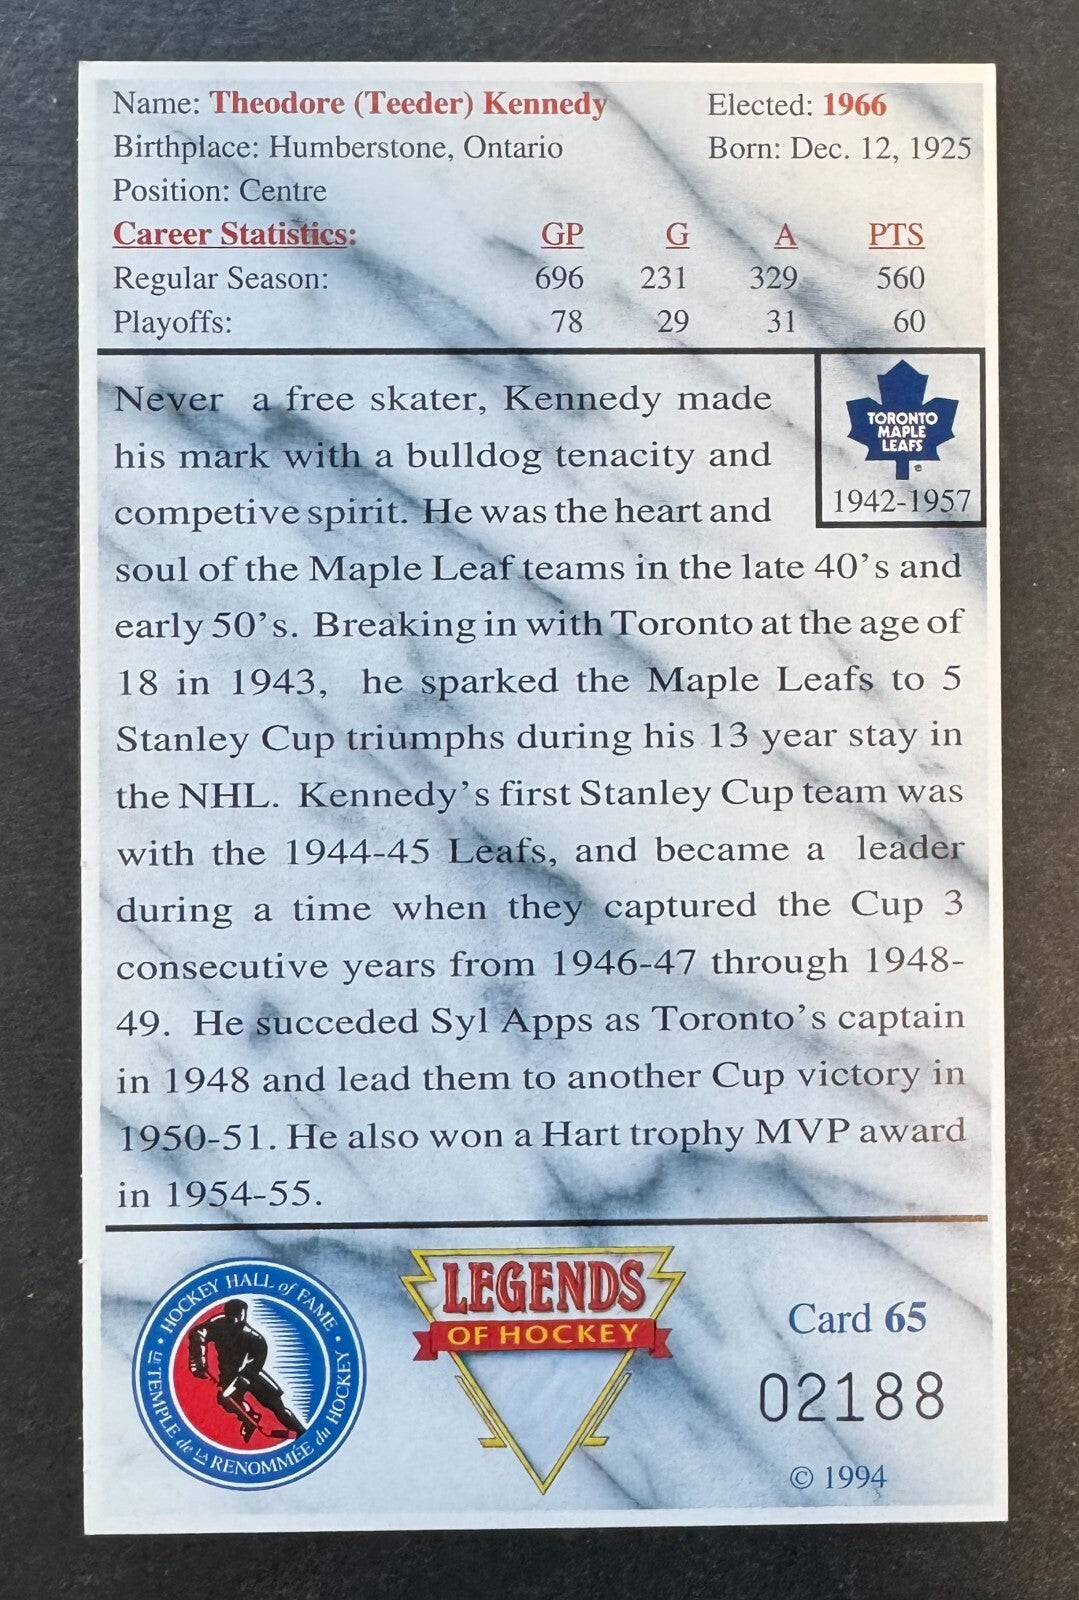 Name: Theodore (Teeder) Kennedy Elected: 1966
Birthplace: Humberstone, Ontario Born: Dec. 12, 1925
Position: Centre
Career Statistics: GP G A PTS
Regular Season: 696 231 329 560
Playoffs: 78 29 31 60
Never a free skater, Kennedy made
his mark with a bulldog tenacity and
competive spirit. He was the heart and
TORONTO
MAPLE
LEAFS
®
1942-1957
soul of the Maple Leaf teams in the late 40's and
early 50's. Breaking in with Toronto at the age of
18 in 1943, he sparked the Maple Leafs to 5
Stanley Cup triumphs during his 13 year stay in
the NHL. Kennedy's first Stanley Cup team was
with the 1944-45 Leafs, and became a leader
during a time when they captured the Cup 3
consecutive years from 1946-47 through 1948-
49. He succeded Syl Apps as Toronto's captain
in 1948 and lead them to another Cup victory in
1950-51. He also won a Hart trophy MVP award
in 1954-55.
• HOCKEY HALL of FAME •
LE TEMPLE de LA RENOMMÉE du HOCKEY
LEGENDS
OF HOCKEY
Card 65
02188
© 1994